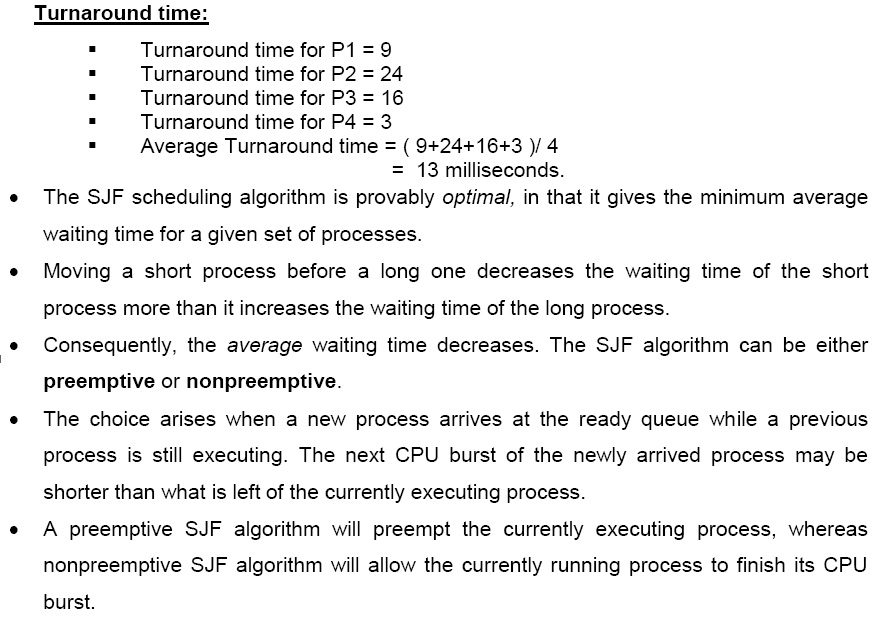 Turnaround time:
▪ Turnaround time for P1 = 9
▪ Turnaround time for P2 = 24
▪ Turnaround time for P3 = 16
▪ Turnaround time for P4 = 3
▪ Average Turnaround time = ( 9+24+16+3 )/ 4
= 13 milliseconds.
• The SJF scheduling algorithm is provably optimal, in that it gives the minimum average
waiting time for a given set of processes.
• Moving a short process before a long one decreases the waiting time of the short
process more than it increases the waiting time of the long process.
• Consequently, the average waiting time decreases. The SJF algorithm can be either
preemptive or nonpreemptive.
• The choice arises when a new process arrives at the ready queue while a previous
process is still executing. The next CPU burst of the newly arrived process may be
shorter than what is left of the currently executing process.
• A preemptive SJF algorithm will preempt the currently executing process, whereas
nonpreemptive SJF algorithm will allow the currently running process to finish its CPU
burst.